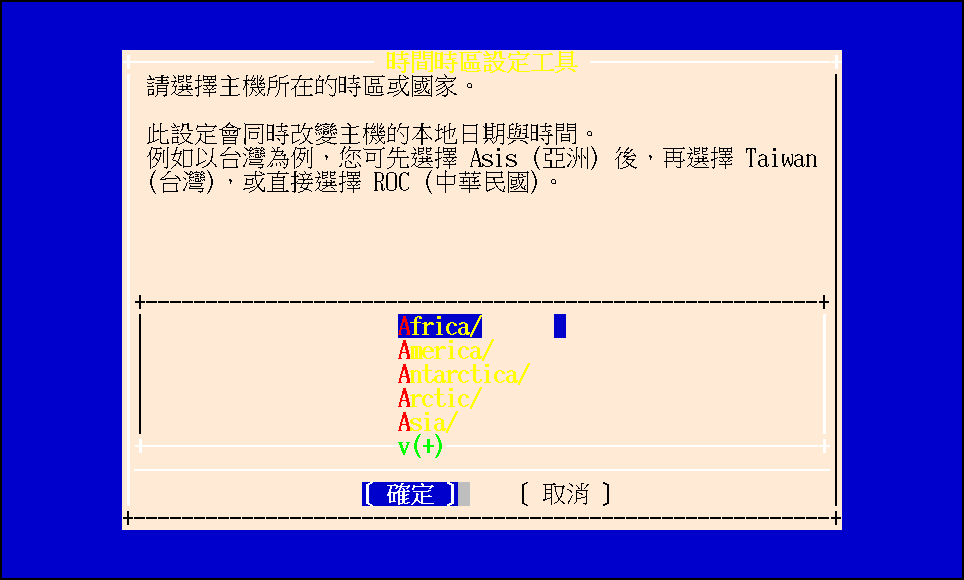 時間時區設定工具
請選擇主機所在的時區或國家。
此設定會同時改變主機的本地日期與時間。
例如以台灣為例，您可先選擇 Asis (亞洲) 後，再選擇 Taiwan
(台灣)，或直接選擇 ROC (中華民國)。
Africa/
America/
Antarctica/
Arctic/
Asia/
v(+)
[ 確定 ] [ 取消 ]